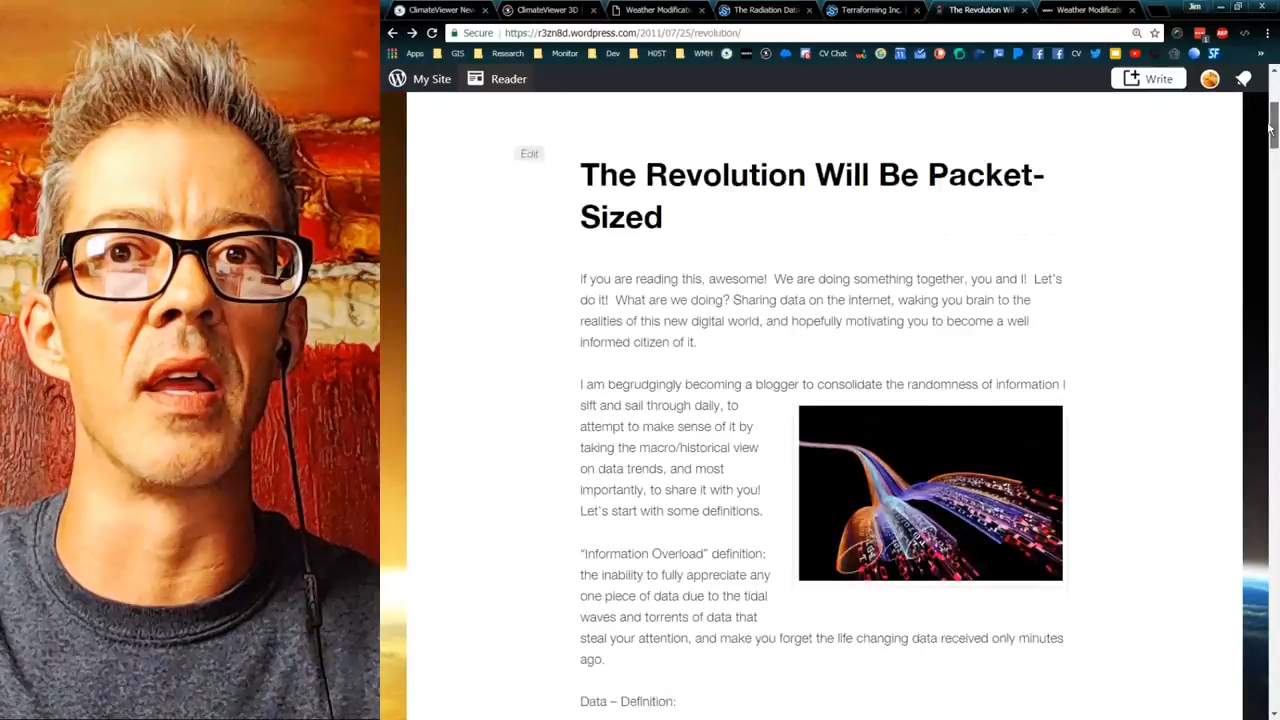 ClimateViewer New
ClimateViewer 3D
Weather Modificati
The Radiation Data
Terraforming Inc.
The Revolution Wil
Weather Modificati
Jim
Secure
https://r3zn8d.wordpress.com/2011/07/25/revolution/
Apps GIS Research Monitor Dev H0ST WMH CV Chat CV
My Site Reader Write
Edit
The Revolution Will Be Packet-
Sized
If you are reading this, awesome! We are doing something together, you and I! Let's
do it! What are we doing? Sharing data on the internet, waking you brain to the
realities of this new digital world, and hopefully motivating you to become a well
informed citizen of it.
I am begrudgingly becoming a blogger to consolidate the randomness of information I
sift and sail through daily, to
attempt to make sense of it by
taking the macro/historical view
on data trends, and most
importantly, to share it with you!
Let's start with some definitions.
“Information Overload” definition:
the inability to fully appreciate any
one piece of data due to the tidal
waves and torrents of data that
steal your attention, and make you forget the life changing data received only minutes
ago.
Data – Definition: